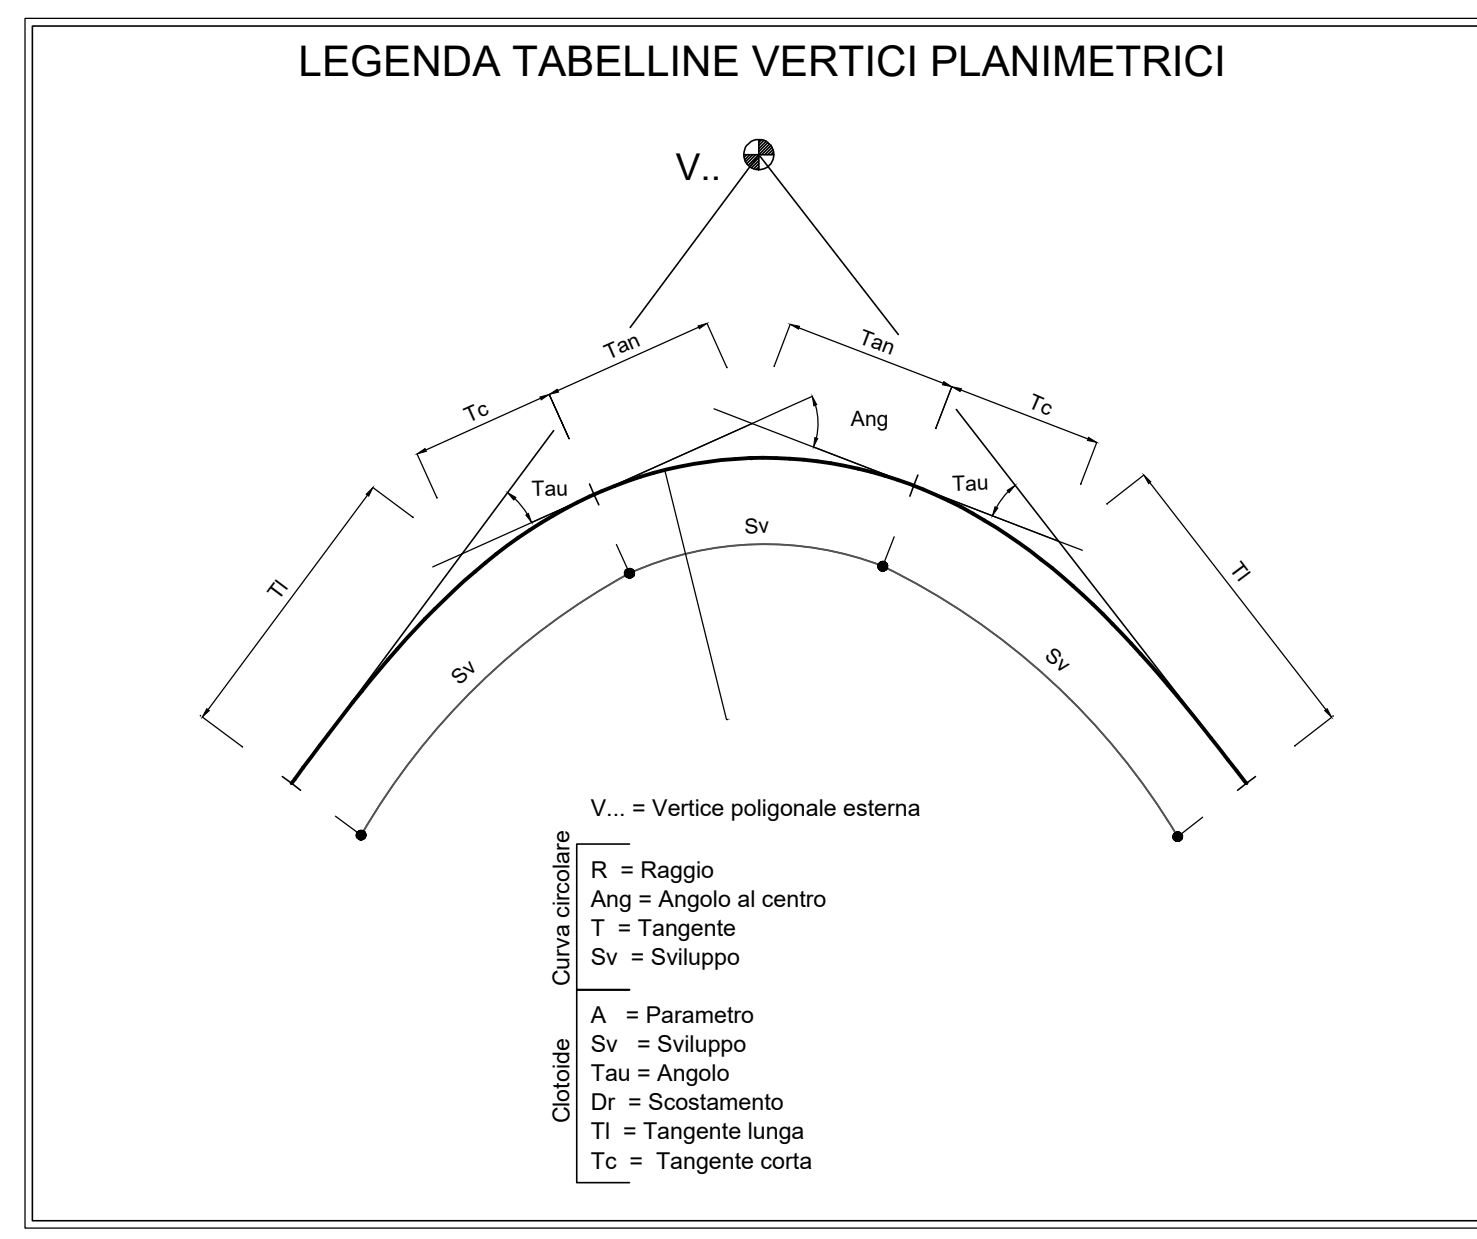 LEGENDA TABELLINE VERTICI PLANIMETRICI
V..
Tan
Tan
Tc
Tc
Ang
Tau
Tau
Sv
Tl
Tl
Sv
Sv
V... = Vertice poligonale esterna
Curva circolare
R = Raggio
Ang = Angolo al centro
T = Tangente
Sv = Sviluppo
Clotoide
A = Parametro
Sv = Sviluppo
Tau = Angolo
Dr = Scostamento
Tl = Tangente lunga
Tc = Tangente corta